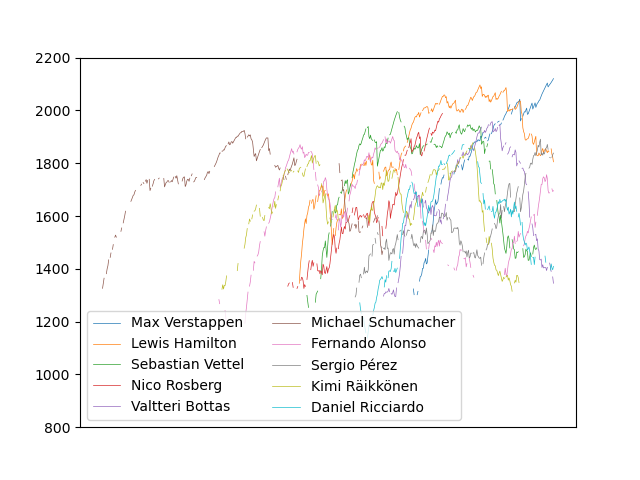 2200
2000
1800
1600
1400
1200
1000
800
Max Verstappen
Lewis Hamilton
Sebastian Vettel
Nico Rosberg
Valtteri Bottas
Michael Schumacher
Fernando Alonso
Sergio Pérez
Kimi Räikkönen
Daniel Ricciardo